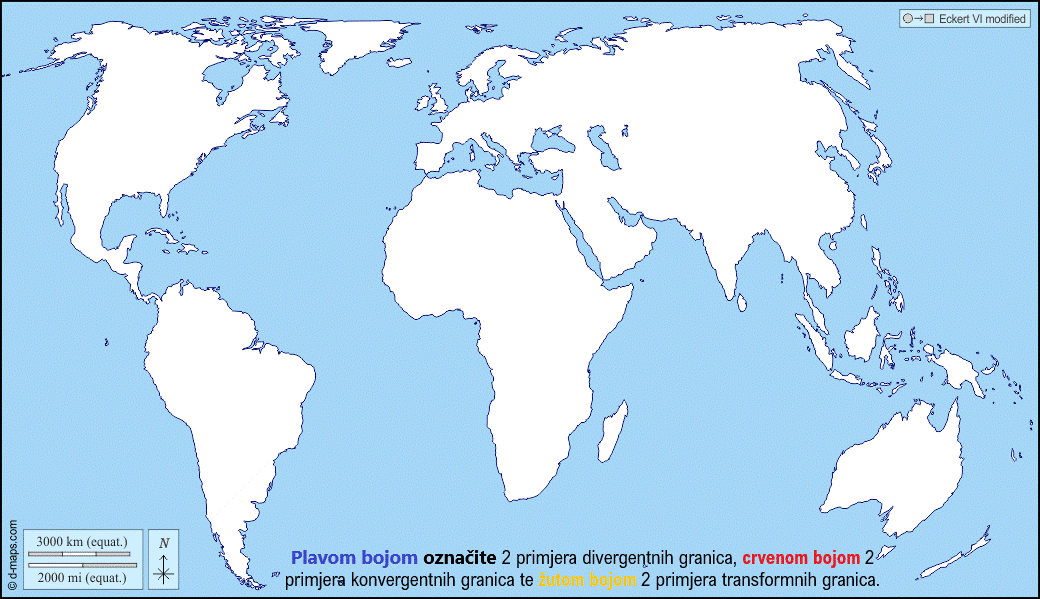 Eckert VI modified
© d-maps.com
3000 km (equat.)
2000 mi (equat.)
N
Plavom bojom označite 2 primjera divergentnih granica, crvenom bojom 2
primjera konvergentnih granica te žutom bojom 2 primjera transformnih granica.